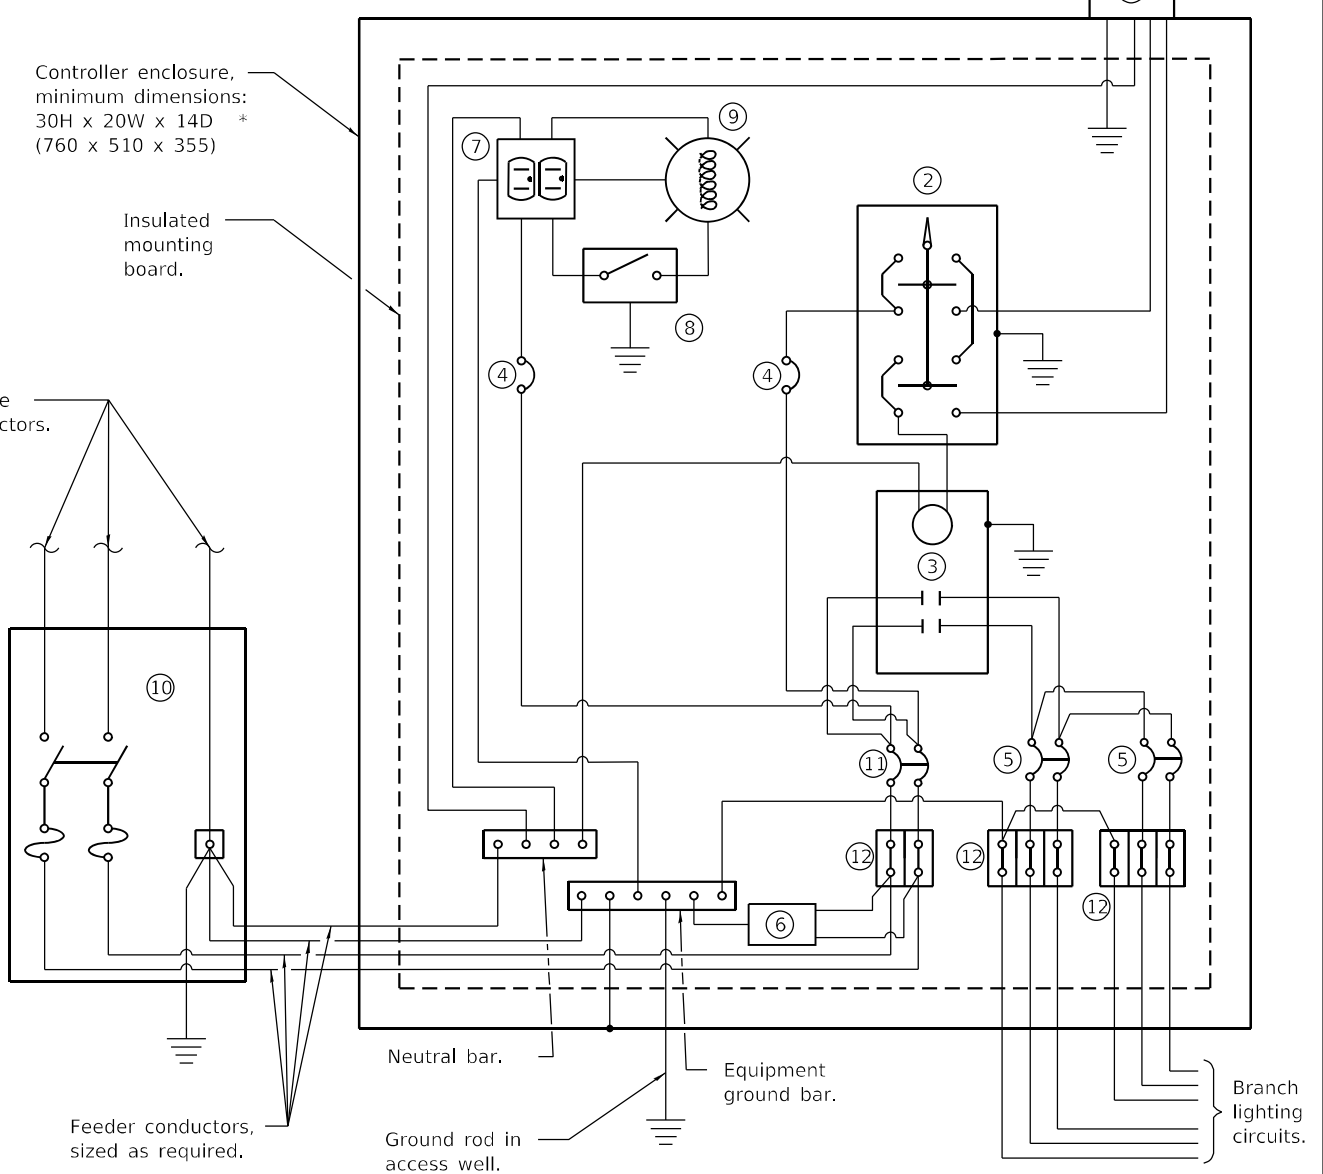 Controller enclosure,
minimum dimensions:
30H x 20W x 14D *
(760 x 510 x 355)
9
7
2
Insulated
mounting
board.
8
4
4
e
ctors.
3
10
11
5
5
12
12
12
6
Neutral bar.
Equipment
ground bar.
Branch
lighting
circuits.
Feeder conductors,
sized as required.
Ground rod in
access well.